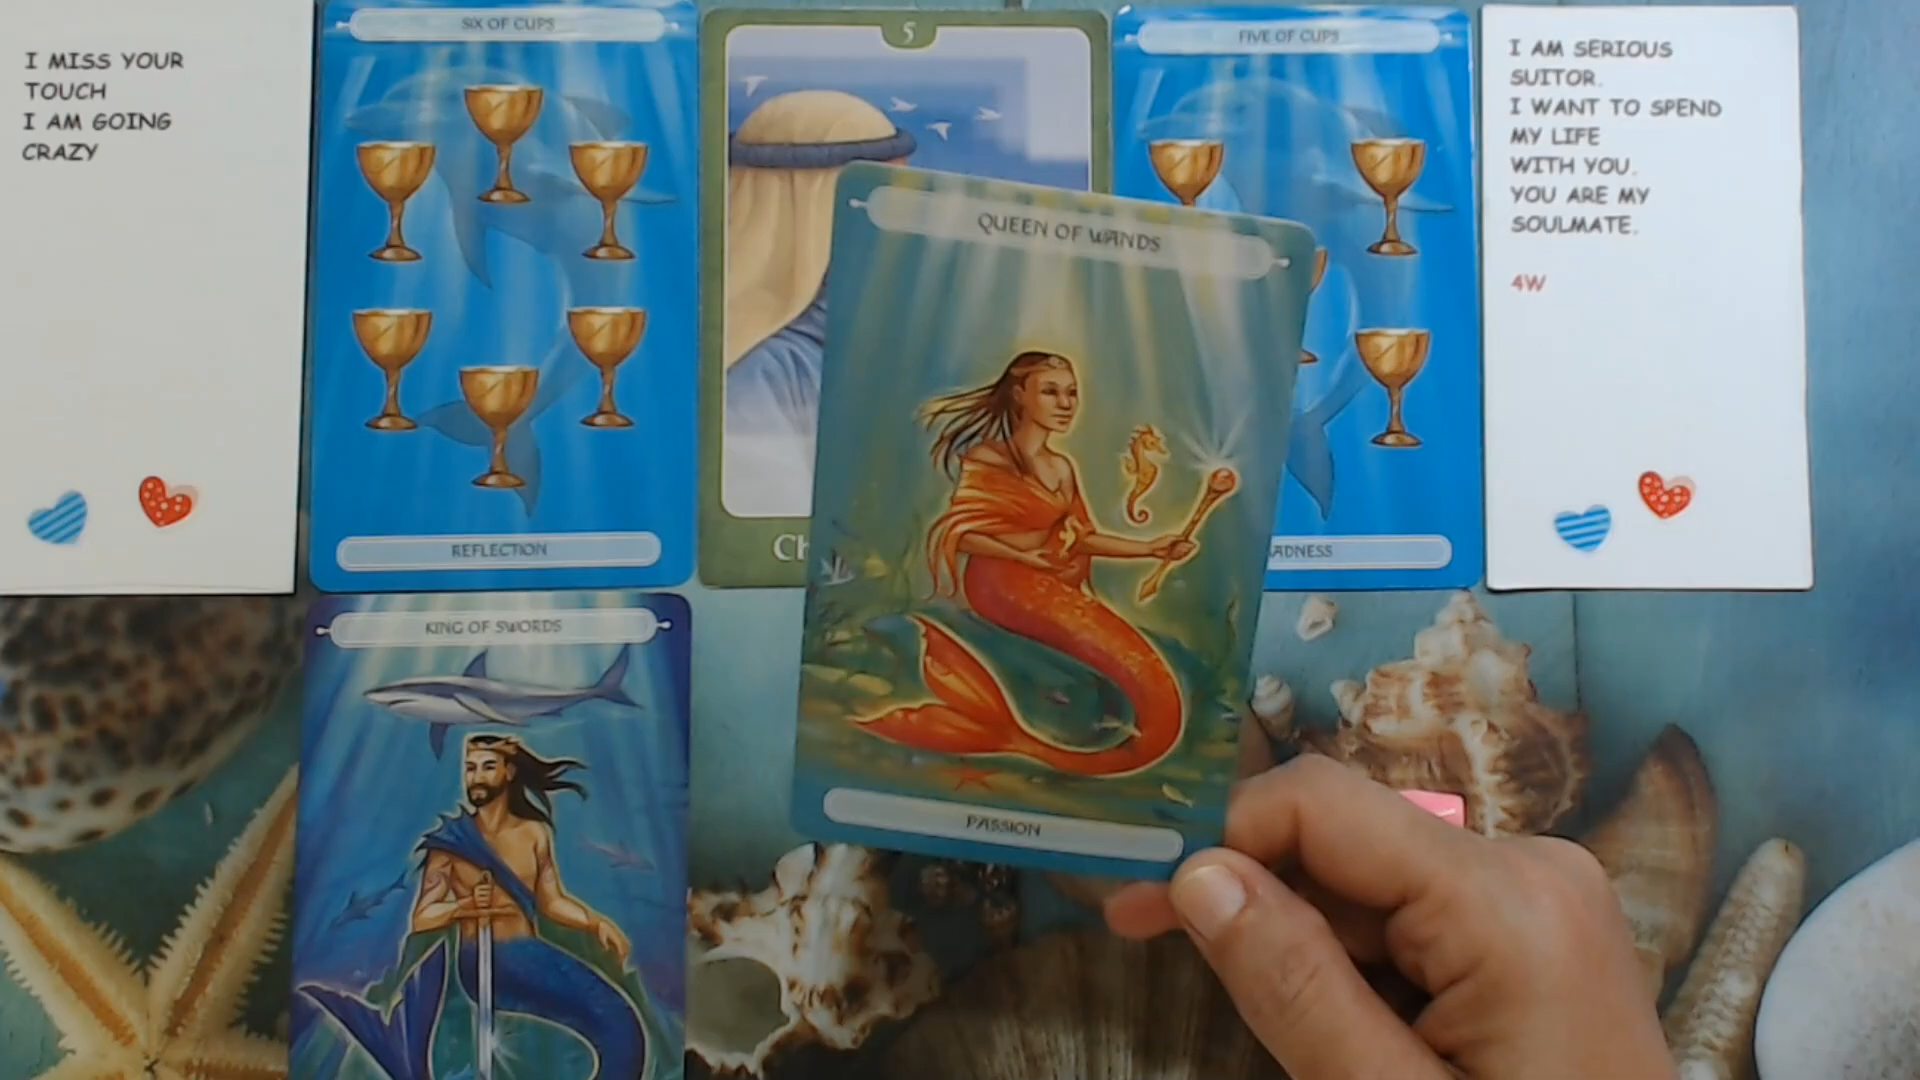 I MISS YOUR
TOUCH
I AM GOING
CRAZY
SIX OF CUPS
REFLECTION
5
FIVE OF CUPS
I AM SERIOUS
SUITOR.
I WANT TO SPEND
MY LIFE
WITH YOU.
YOU ARE MY
SOULMATE.
4W
QUEEN OF WANDS
PASSION
KING OF SWORDS